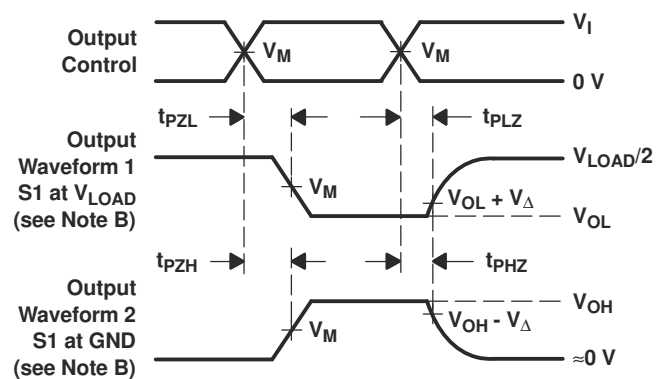 Output
Control
V_M
V_M
V_I
0 V
t_PZL
t_PLZ
Output
Waveform 1
S1 at V_LOAD
(see Note B)
V_M
V_LOAD/2
V_OL + V_Δ
V_OL
t_PZH
t_PHZ
Output
Waveform 2
S1 at GND
(see Note B)
V_M
V_OH
V_OH - V_Δ
≈0 V